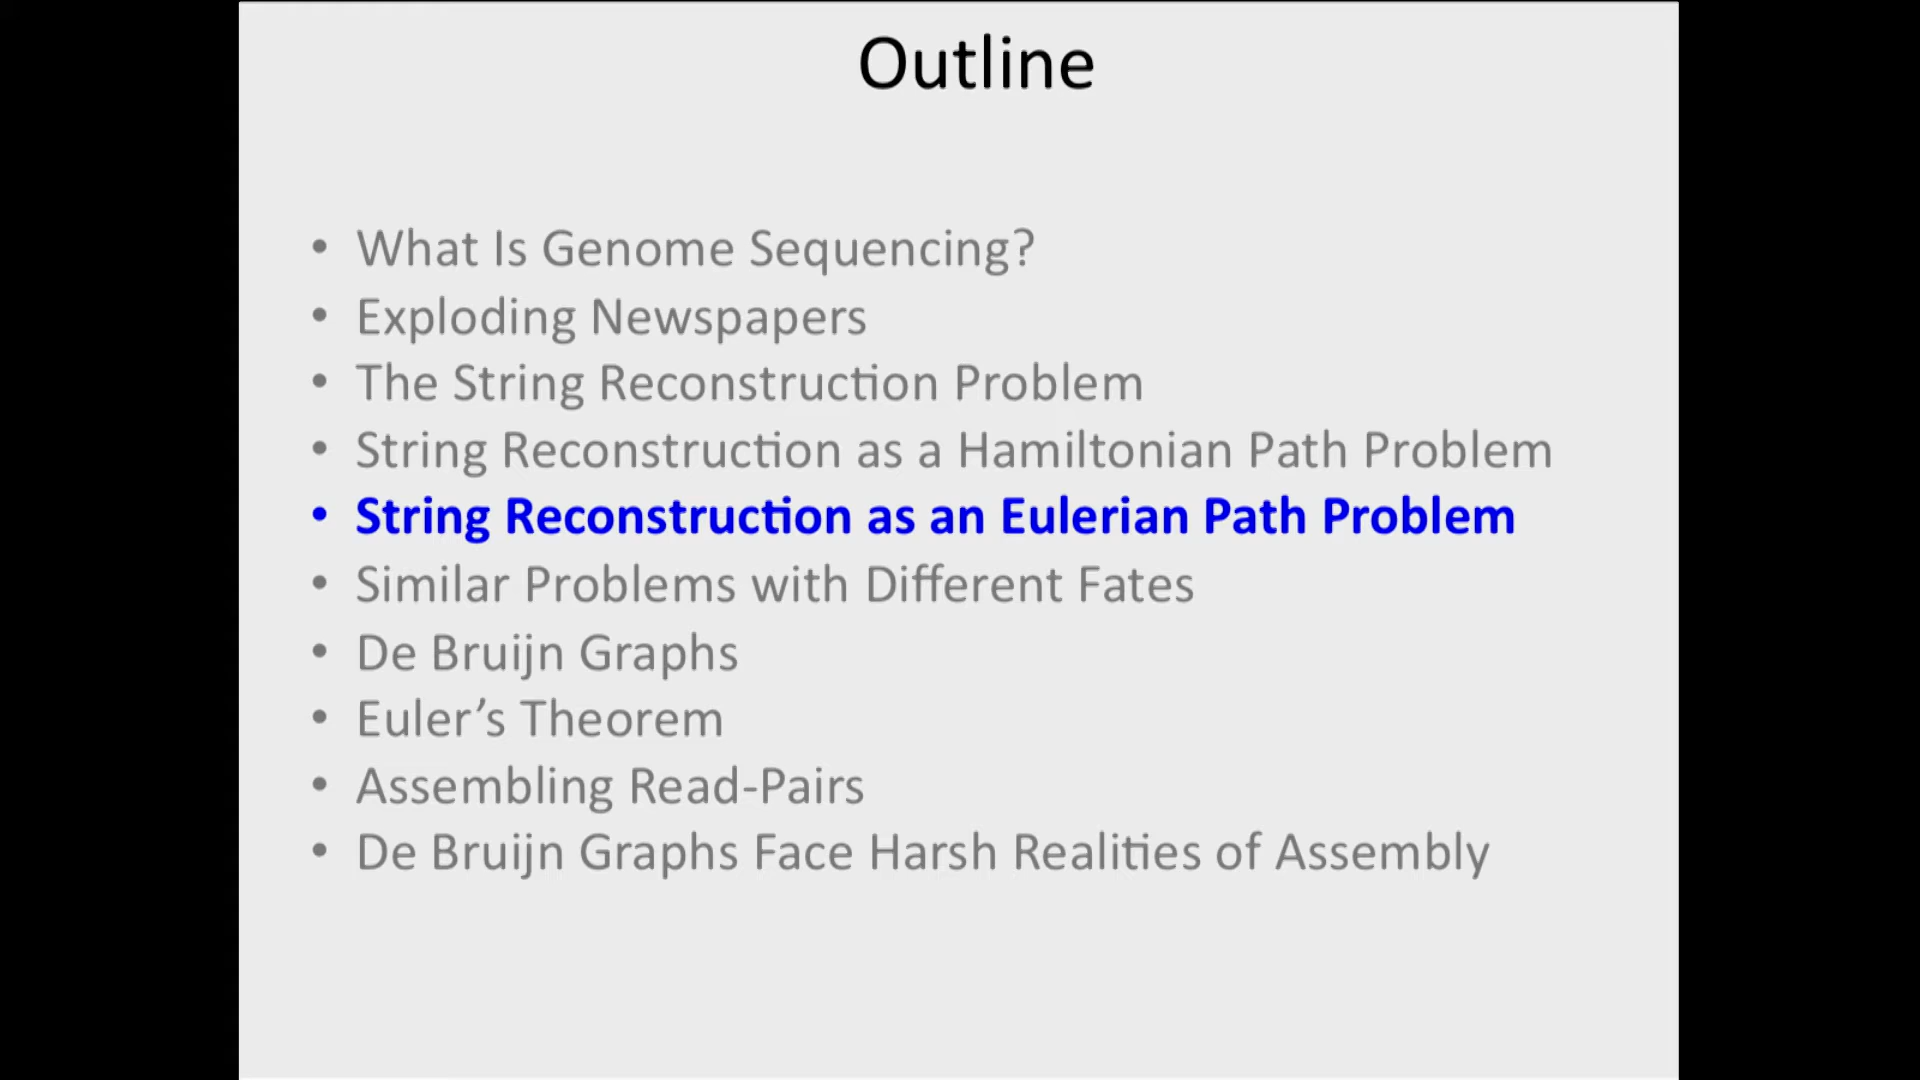 Outline
• What Is Genome Sequencing?
• Exploding Newspapers
• The String Reconstruction Problem
• String Reconstruction as a Hamiltonian Path Problem
• String Reconstruction as an Eulerian Path Problem
• Similar Problems with Different Fates
• De Bruijn Graphs
• Euler’s Theorem
• Assembling Read-Pairs
• De Bruijn Graphs Face Harsh Realities of Assembly